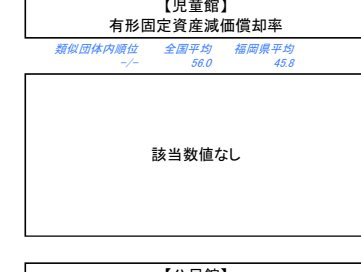 【児童館】
有形固定資産減価償却率
類似団体内順位 全国平均 福岡県平均
-/- 56.0 45.8
該当数値なし
【公民館】